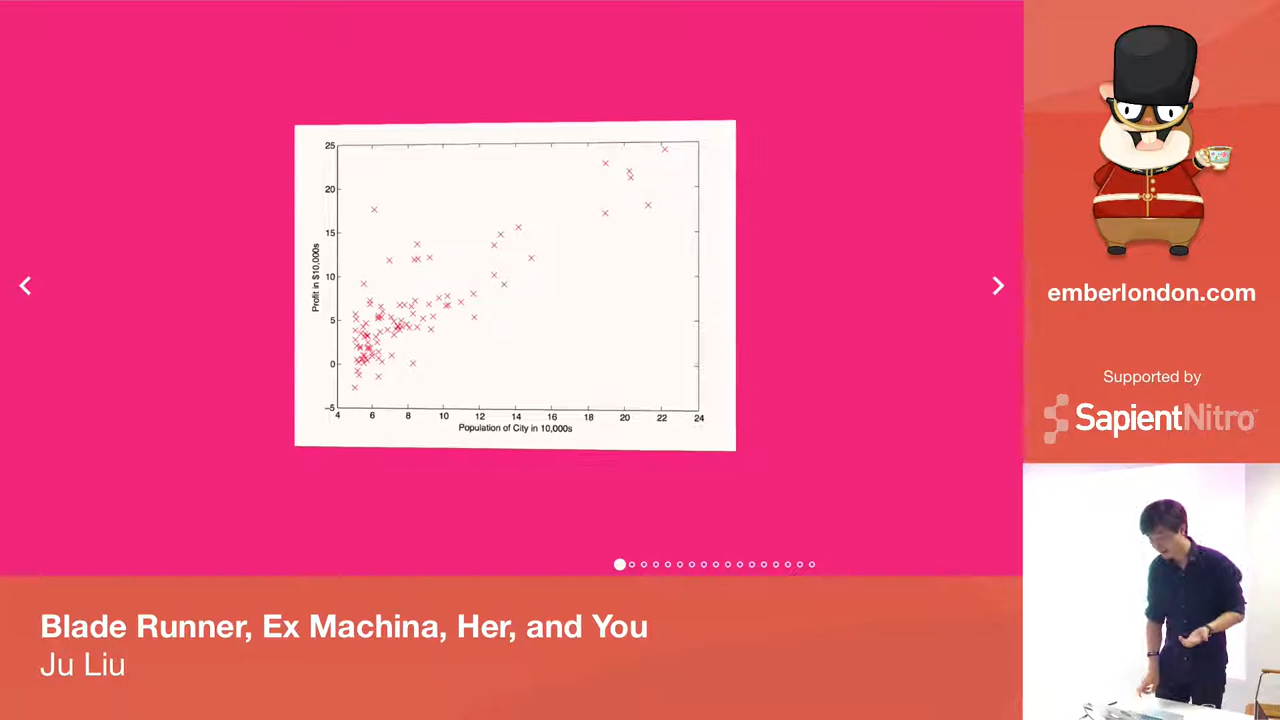 25
20
15
10
5
0
−5
Profit in $10,000s
4 6 8 10 12 14 16 18 20 22 24
Population of City in 10,000s
emberlondon.com
Supported by
SapientNitro
Blade Runner, Ex Machina, Her, and You
Ju Liu